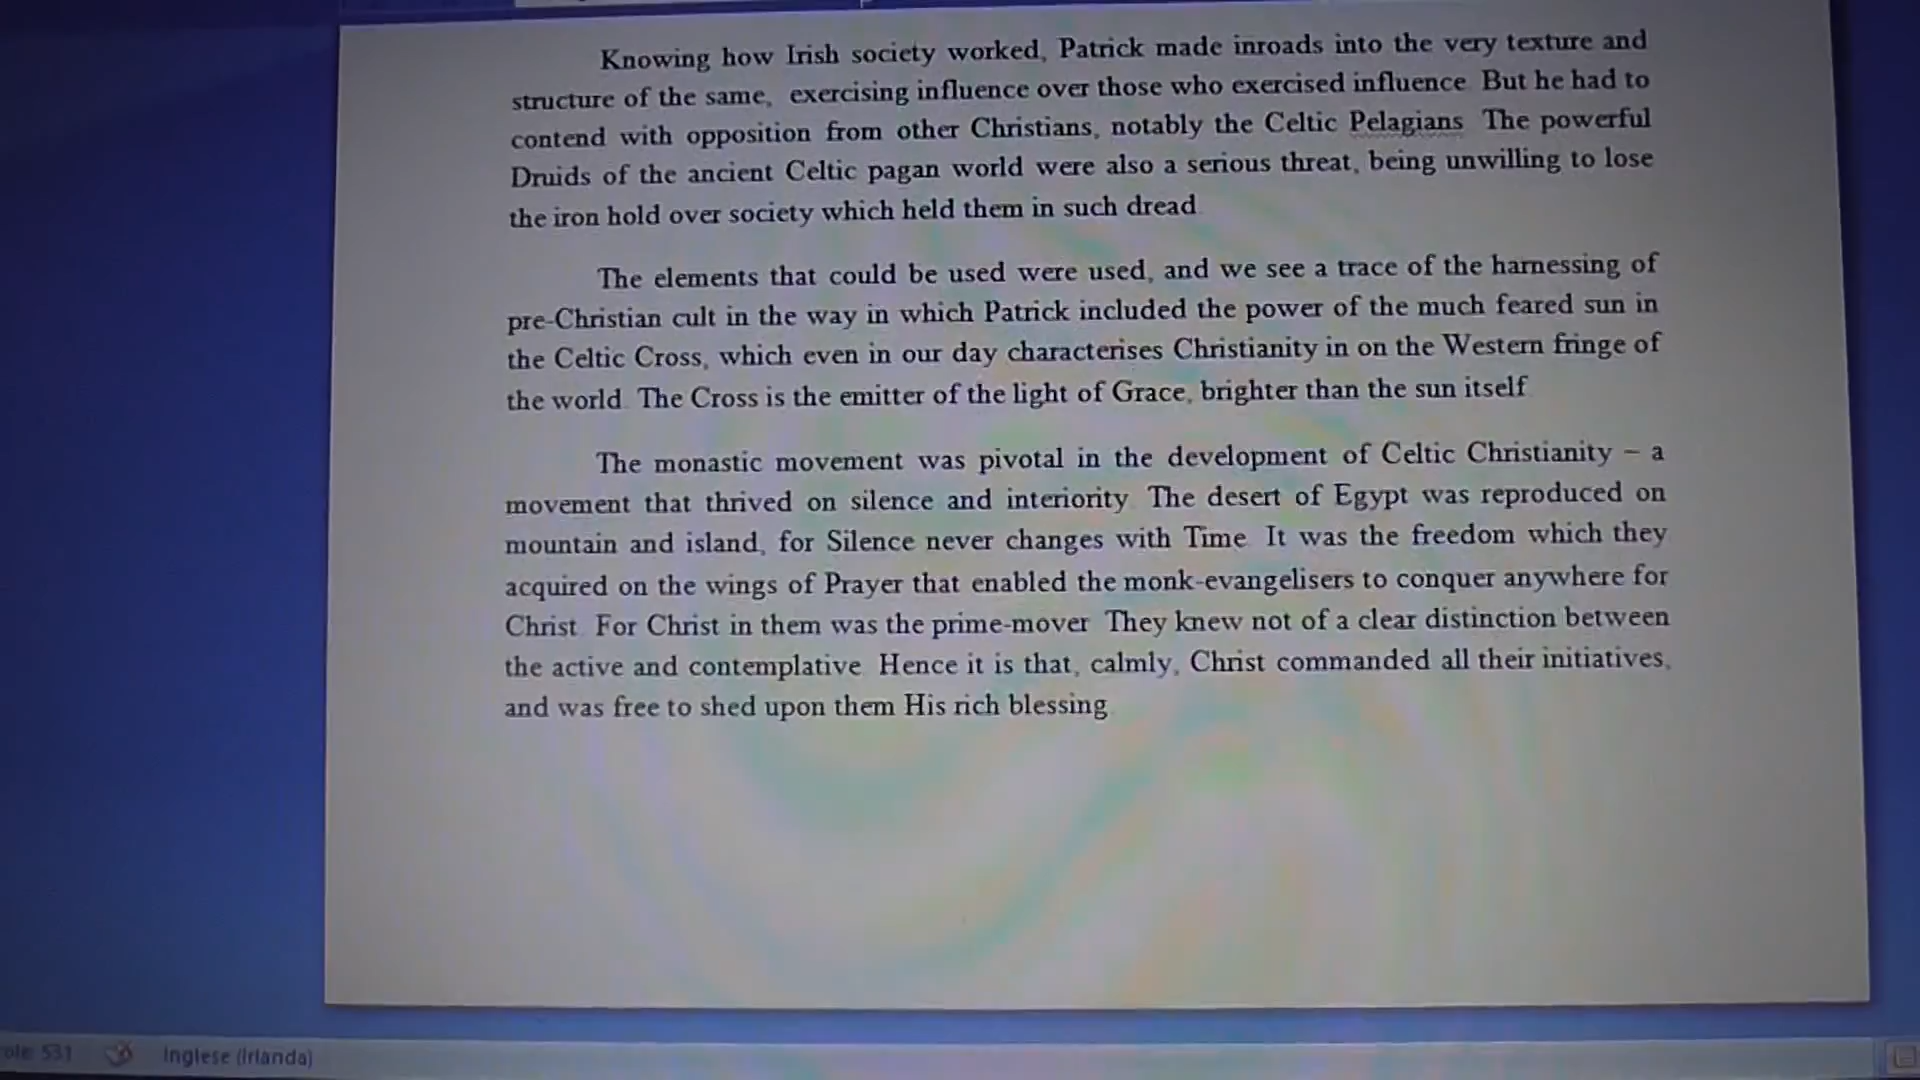 Knowing how Irish society worked, Patrick made inroads into the very texture and
structure of the same, exercising influence over those who exercised influence. But he had to
contend with opposition from other Christians, notably the Celtic Pelagians. The powerful
Druids of the ancient Celtic pagan world were also a serious threat, being unwilling to lose
the iron hold over society which held them in such dread.
The elements that could be used were used, and we see a trace of the harnessing of
pre-Christian cult in the way in which Patrick included the power of the much feared sun in
the Celtic Cross, which even in our day characterises Christianity in on the Western fringe of
the world. The Cross is the emitter of the light of Grace, brighter than the sun itself.
The monastic movement was pivotal in the development of Celtic Christianity – a
movement that thrived on silence and interiority. The desert of Egypt was reproduced on
mountain and island, for Silence never changes with Time. It was the freedom which they
acquired on the wings of Prayer that enabled the monk-evangelisers to conquer anywhere for
Christ. For Christ in them was the prime-mover. They knew not of a clear distinction between
the active and contemplative. Hence it is that, calmly, Christ commanded all their initiatives,
and was free to shed upon them His rich blessing.
ole: 531 Inglese (Irlanda)